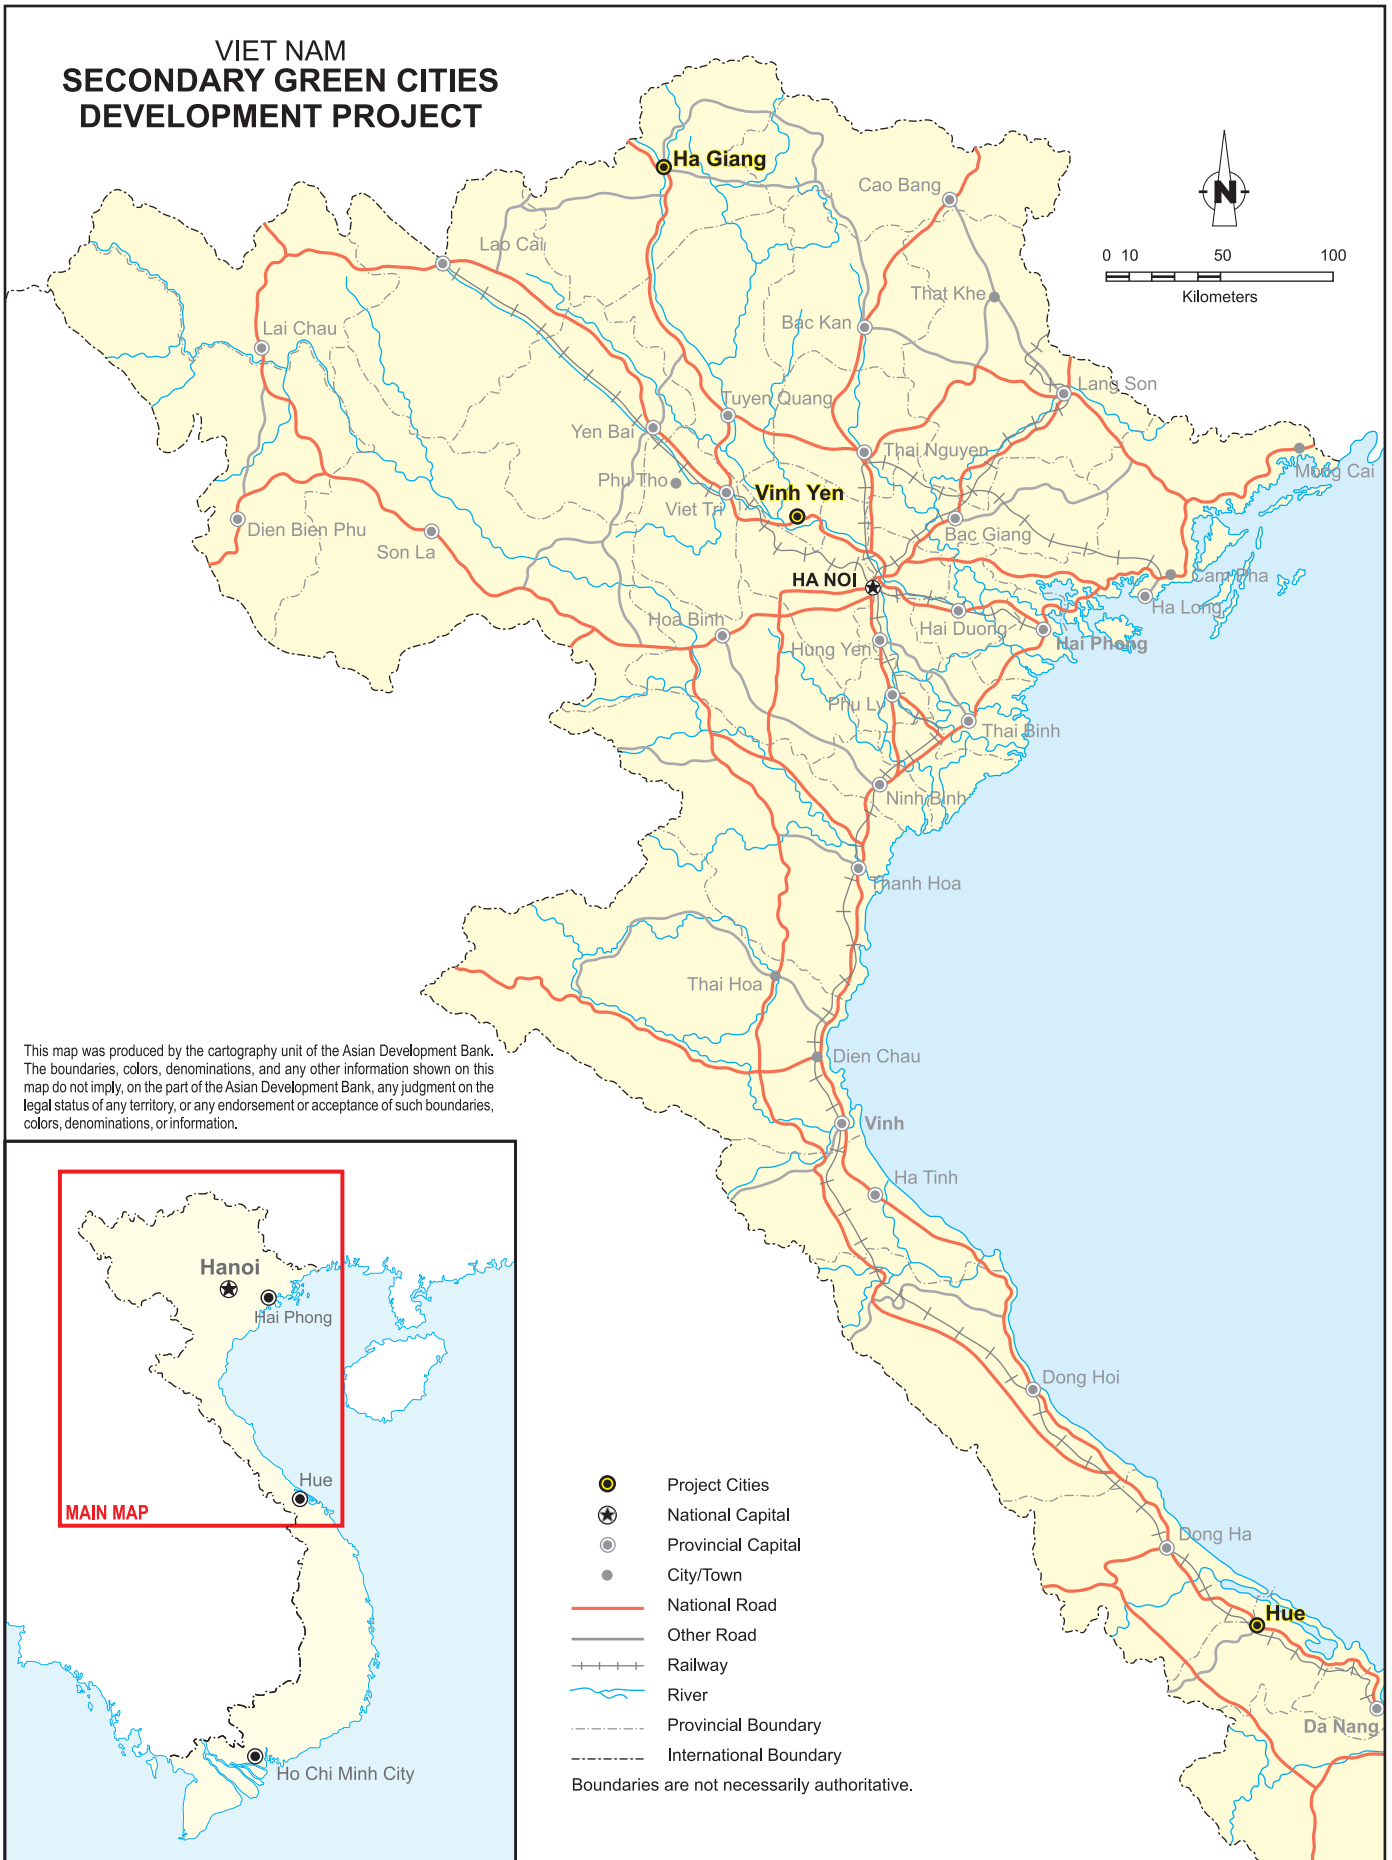 VIET NAM
SECONDARY GREEN CITIES
DEVELOPMENT PROJECT
Ha Giang
Cao Bang
N
0 10 50 100
Kilometers
Lao Cai
That Khe
Bac Kan
Lai Chau
Lang Son
Tuyen Quang
Yen Bai
Thai Nguyen
Mong Cai
Phu Tho
Viet Tri
Vinh Yen
Dien Bien Phu
Son La
Bac Giang
HA NOI
Cam Pha
Ha Long
Hoa Binh
Hai Duong
Hung Yen
Hai Phong
Phu Ly
Thai Binh
Ninh Binh
Thanh Hoa
Thai Hoa
Dien Chau
This map was produced by the cartography unit of the Asian Development Bank.
The boundaries, colors, denominations, and any other information shown on this
map do not imply, on the part of the Asian Development Bank, any judgment on the
legal status of any territory, or any endorsement or acceptance of such boundaries,
colors, denominations, or information.
Vinh
Ha Tinh
Dong Hoi
Dong Ha
Hue
Da Nang
Hanoi
Hai Phong
Hue
MAIN MAP
Ho Chi Minh City
Project Cities
National Capital
Provincial Capital
City/Town
National Road
Other Road
Railway
River
Provincial Boundary
International Boundary
Boundaries are not necessarily authoritative.